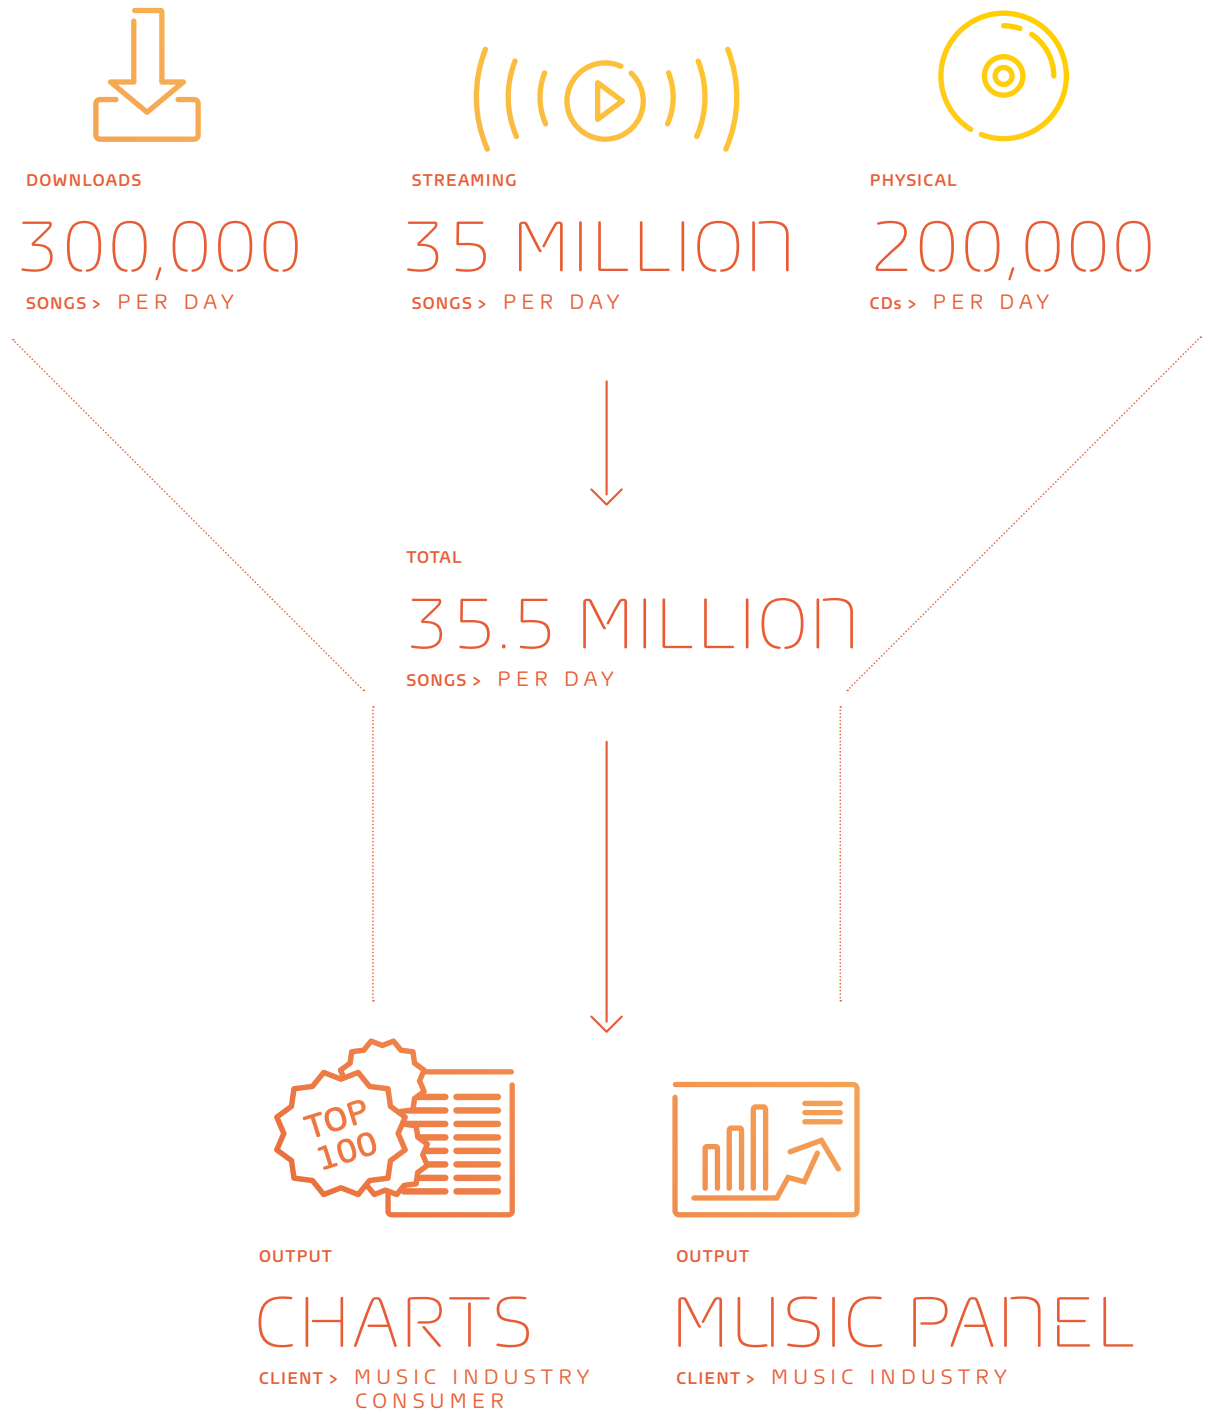 DOWNLOADS
300,000
SONGS > PER DAY
STREAMING
35 MILLION
SONGS > PER DAY
PHYSICAL
200,000
CDs > PER DAY
TOTAL
35.5 MILLION
SONGS > PER DAY
TOP
100
OUTPUT
CHARTS
CLIENT > MUSIC INDUSTRY
CONSUMER
OUTPUT
MUSIC PANEL
CLIENT > MUSIC INDUSTRY